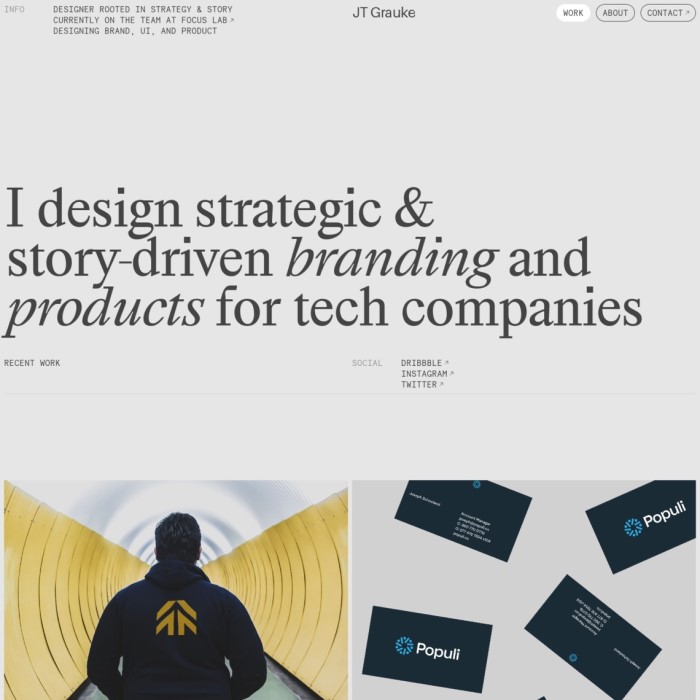 INFO
DESIGNER ROOTED IN STRATEGY & STORY
CURRENTLY ON THE TEAM AT FOCUS LAB↗
DESIGNING BRAND, UI, AND PRODUCT
JT Grauke
WORK
ABOUT
CONTACT↗
I design strategic &
story-driven branding and
products for tech companies
RECENT WORK
SOCIAL
DRIBBBLE↗
INSTAGRAM↗
TWITTER↗
Account Manager
Populi
Populi